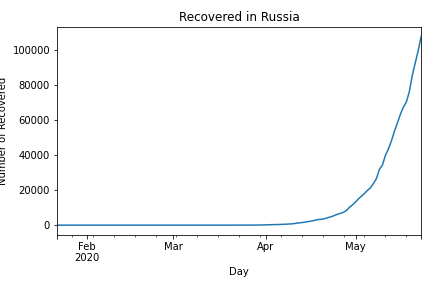 Recovered in Russia
Number of Recovered
100000
80000
60000
40000
20000
0
Feb
2020
Mar
Apr
May
Day